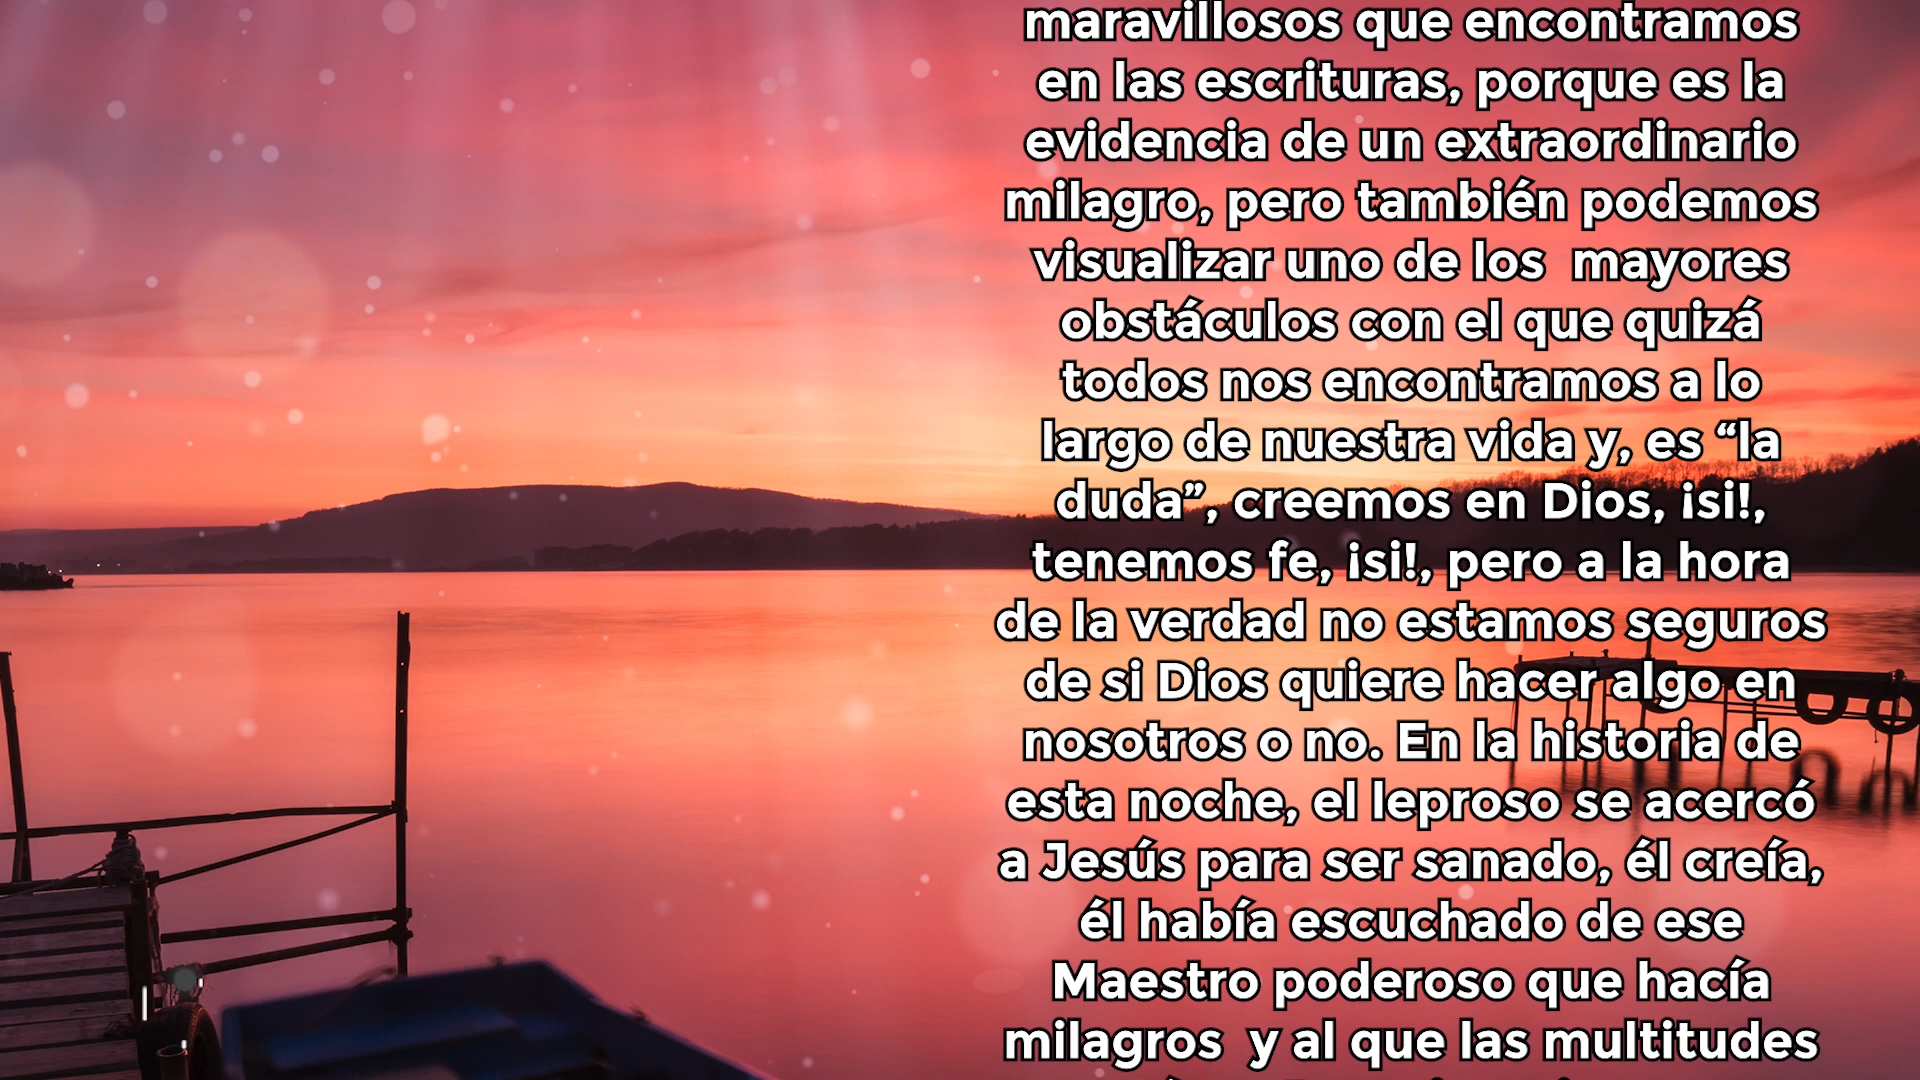 maravillosos que encontramos
en las escrituras, porque es la
evidencia de un extraordinario
milagro, pero también podemos
visualizar uno de los  mayores
obstáculos con el que quizá
todos nos encontramos a lo
largo de nuestra vida y, es “la
duda”, creemos en Dios, ¡si!,
tenemos fe, ¡si!, pero a la hora
de la verdad no estamos seguros
de si Dios quiere hacer algo en
nosotros o no. En la historia de
esta noche, el leproso se acercó
a Jesús para ser sanado, él creía,
él había escuchado de ese
Maestro poderoso que hacía
milagros  y al que las multitudes